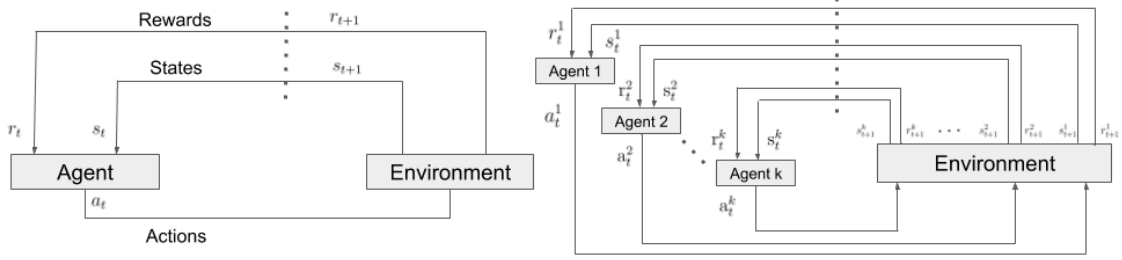 Rewards r_{t+1}
States s_{t+1}
r_t s_t
Agent Environment
a_t
Actions
r_t^1 s_t^1
Agent 1
r_t^2 s_t^2
a_t^1
Agent 2
r_t^k s_t^k
a_t^2
Agent k
a_t^k
s_{t+1}^k r_{t+1}^k ... s_{t+1}^2 r_{t+1}^2 s_{t+1}^1 r_{t+1}^1
Environment